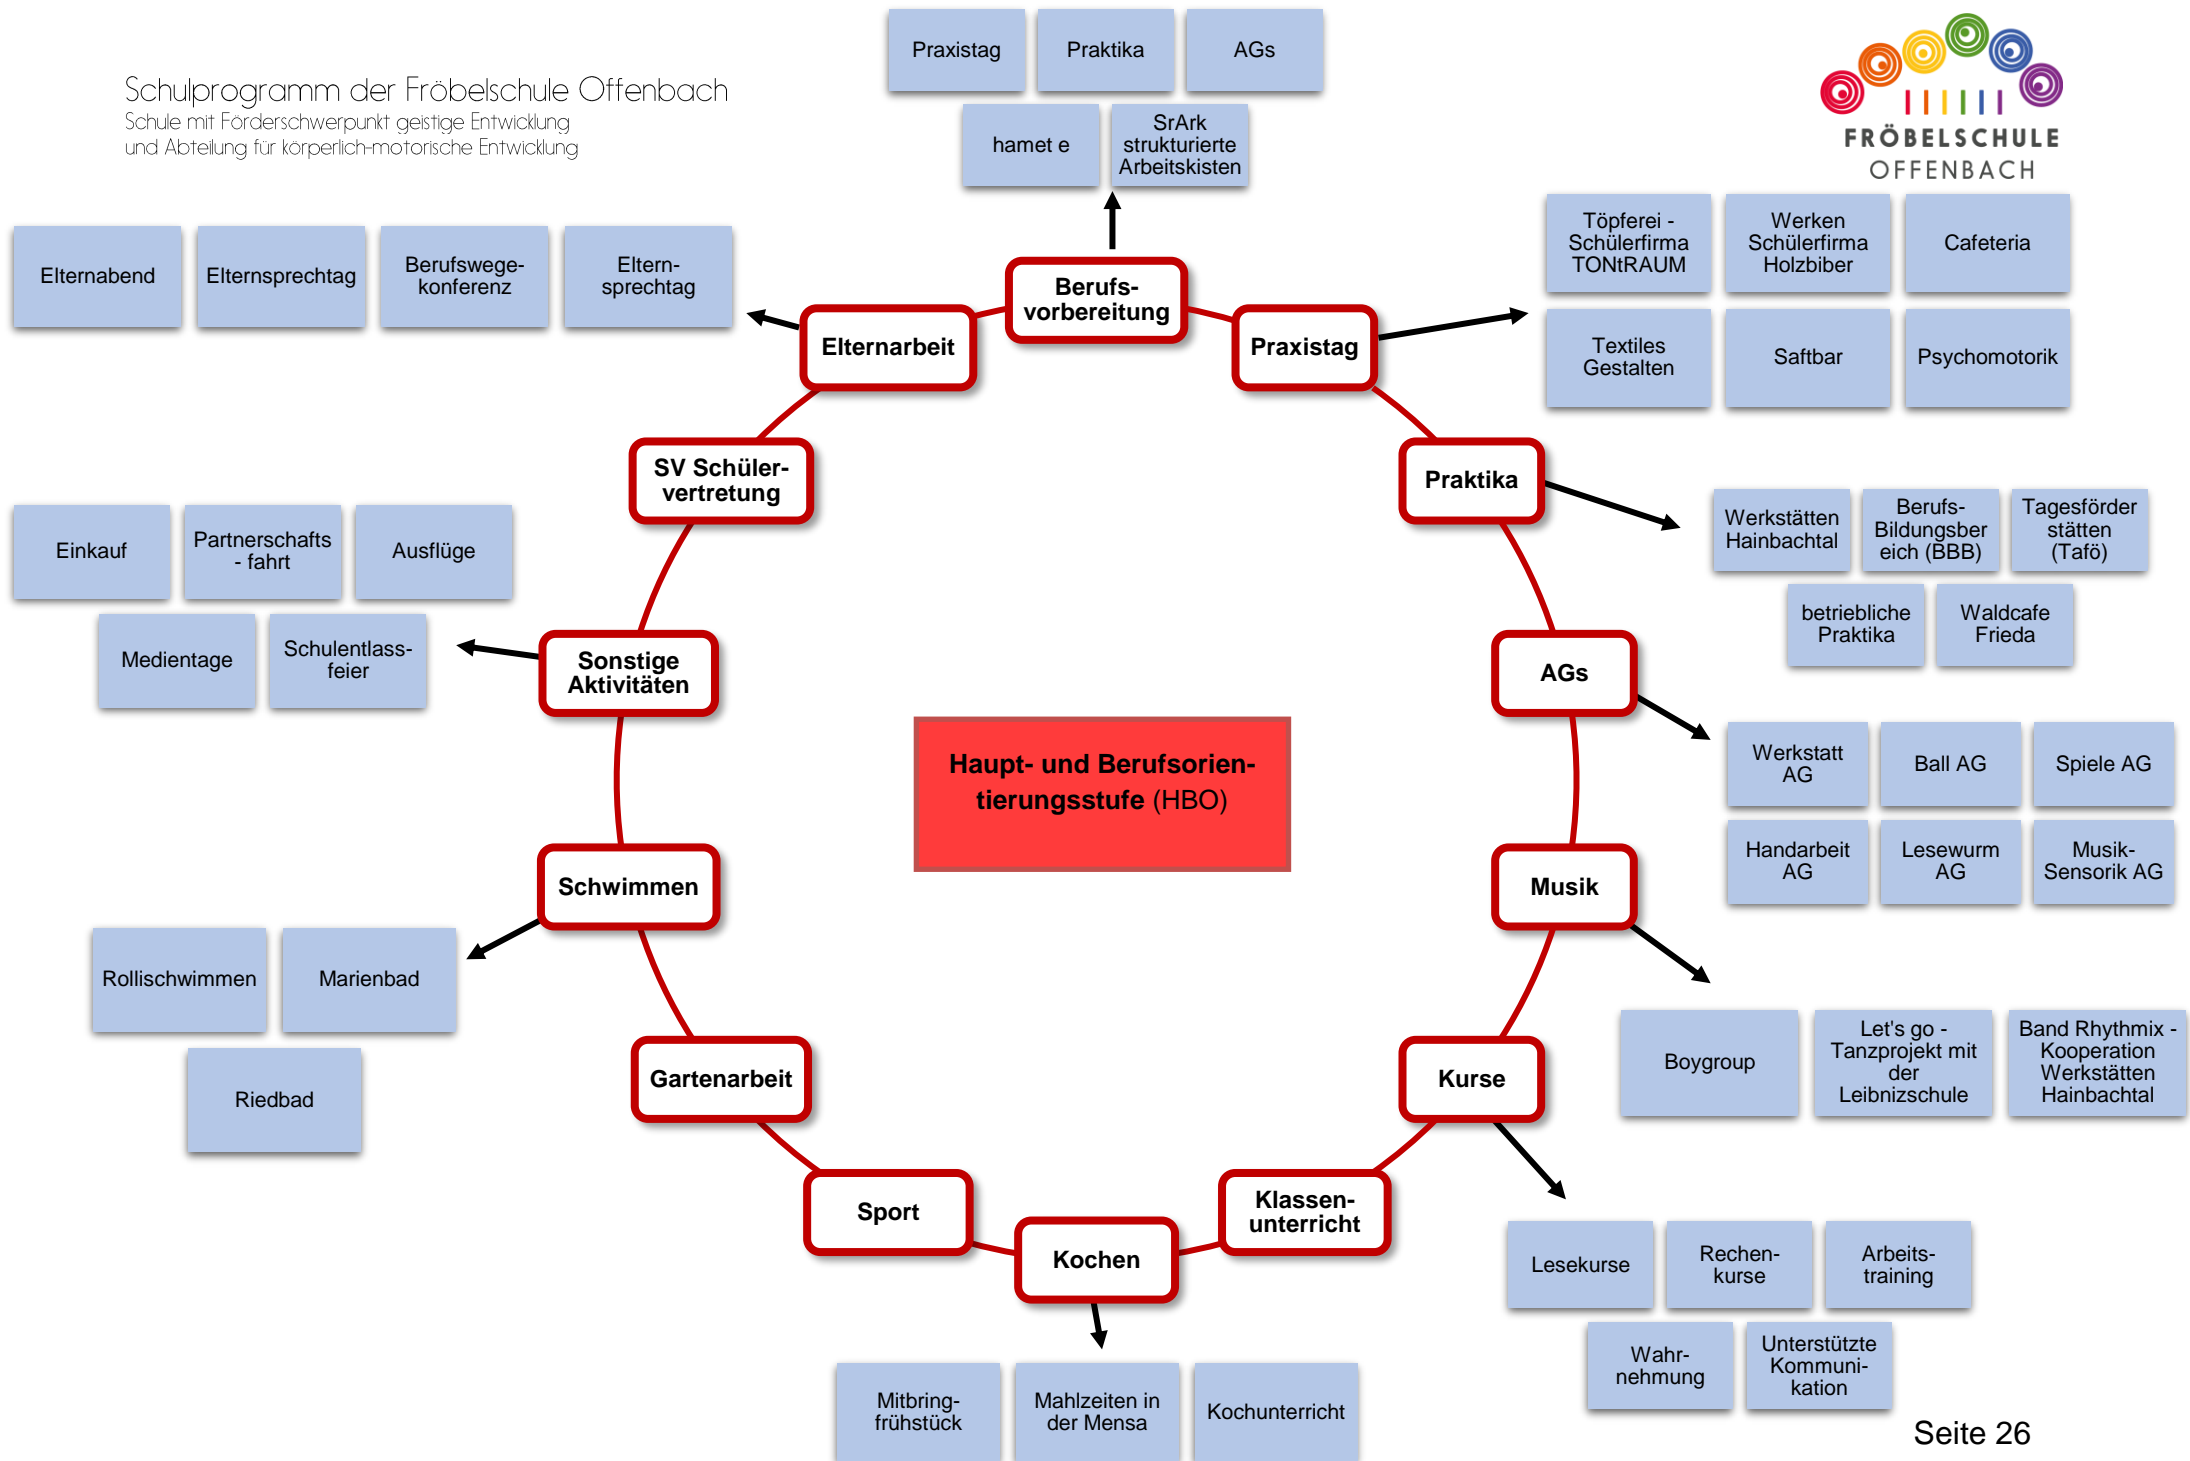 Schulprogramm der Fröbelschule Offenbach
Schule mit Förderschwerpunkt geistige Entwicklung
und Abteilung für körperlich-motorische Entwicklung
FRÖBELSCHULE
OFFENBACH
Praxistag
Praktika
AGs
hamet e
SrArk
strukturierte
Arbeitskisten
Berufs-
vorbereitung
Praxistag
Töpferei -
Schülerfirma
TONtRAUM
Werken
Schülerfirma
Holzbiber
Cafeteria
Textiles
Gestalten
Saftbar
Psychomotorik
Praktika
Werkstätten
Hainbachtal
Berufs-
Bildungsber
eich (BBB)
Tagesförder
stätten
(Tafö)
betriebliche
Praktika
Waldcafe
Frieda
AGs
Werkstatt
AG
Ball AG
Spiele AG
Handarbeit
AG
Lesewurm
AG
Musik-
Sensorik AG
Musik
Boygroup
Let's go -
Tanzprojekt mit
der
Leibnizschule
Band Rhythmix -
Kooperation
Werkstätten
Hainbachtal
Kurse
Lesekurse
Rechen-
kurse
Arbeits-
training
Wahr-
nehmung
Unterstützte
Kommuni-
kation
Klassen-
unterricht
Kochen
Mitbring-
frühstück
Mahlzeiten in
der Mensa
Kochunterricht
Sport
Gartenarbeit
Schwimmen
Rollischwimmen
Marienbad
Riedbad
Sonstige
Aktivitäten
Einkauf
Partnerschafts
- fahrt
Ausflüge
Medientage
Schulentlass-
feier
SV Schüler-
vertretung
Elternarbeit
Elternabend
Elternsprechtag
Berufswege-
konferenz
Eltern-
sprechtag
Haupt- und Berufsorien-
tierungsstufe (HBO)
Seite 26